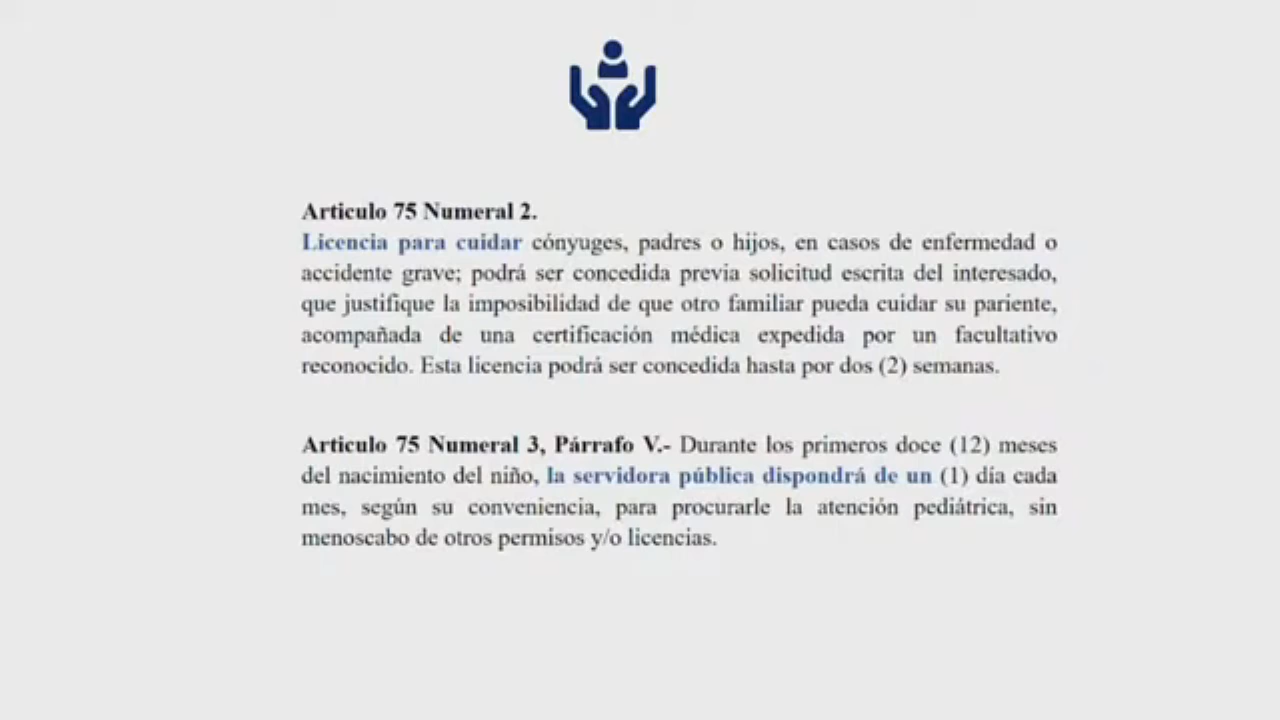 Articulo 75 Numeral 2.
Licencia para cuidar cónyuges, padres o hijos, en casos de enfermedad o
accidente grave; podrá ser concedida previa solicitud escrita del interesado,
que justifique la imposibilidad de que otro familiar pueda cuidar su pariente,
acompañada de una certificación médica expedida por un facultativo
reconocido. Esta licencia podrá ser concedida hasta por dos (2) semanas.
Articulo 75 Numeral 3, Párrafo V.- Durante los primeros doce (12) meses
del nacimiento del niño, la servidora pública dispondrá de un (1) día cada
mes, según su conveniencia, para procurarle la atención pediátrica, sin
menoscabo de otros permisos y/o licencias.